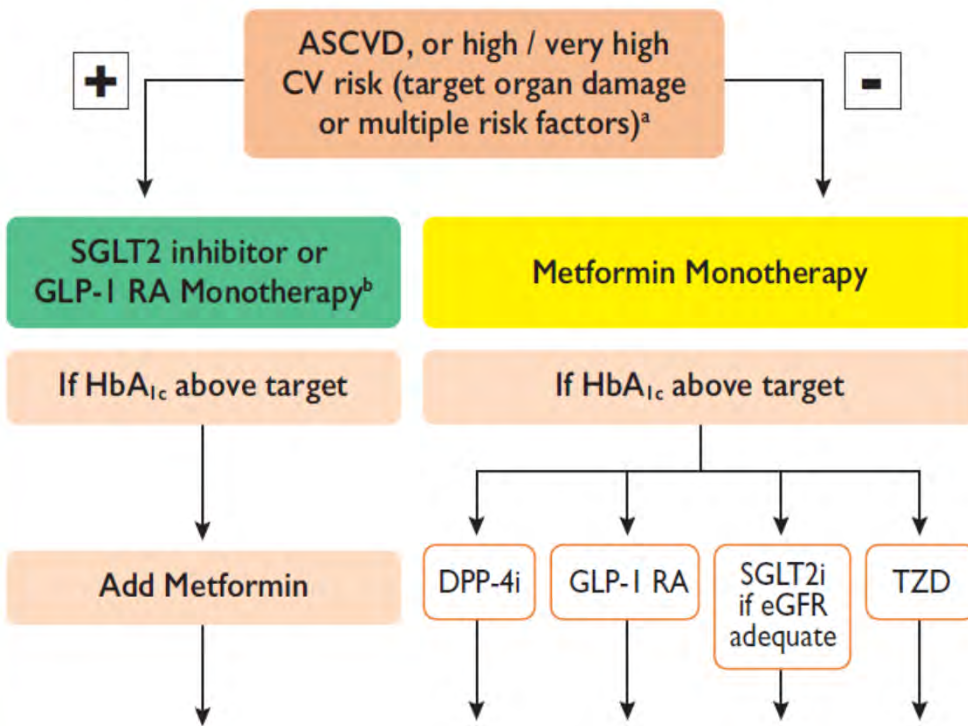 ASCVD, or high / very high
CV risk (target organ damage
or multiple risk factors)ᵃ
+
-
SGLT2 inhibitor or
GLP-1 RA Monotherapyᵇ
Metformin Monotherapy
If HbA₁c above target
If HbA₁c above target
Add Metformin
DPP-4i
GLP-1 RA
SGLT2i
if eGFR
adequate
TZD